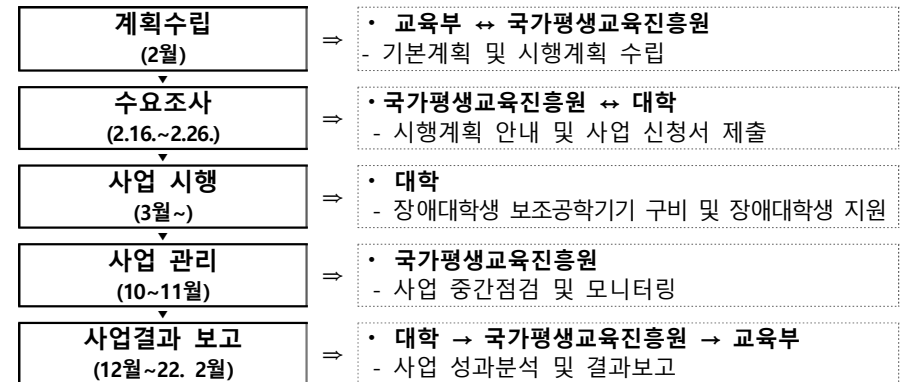 계획수립
(2월)
⇒
· 교육부 ↔ 국가평생교육진흥원
- 기본계획 및 시행계획 수립
▼
수요조사
(2.16.~2.26.)
⇒
·국가평생교육진흥원 ↔ 대학
- 시행계획 안내 및 사업 신청서 제출
▼
사업 시행
(3월~)
⇒
· 대학
- 장애대학생 보조공학기기 구비 및 장애대학생 지원
▼
사업 관리
(10~11월)
⇒
· 국가평생교육진흥원
- 사업 중간점검 및 모니터링
▼
사업결과 보고
(12월~22. 2월)
⇒
· 대학 → 국가평생교육진흥원 → 교육부
- 사업 성과분석 및 결과보고